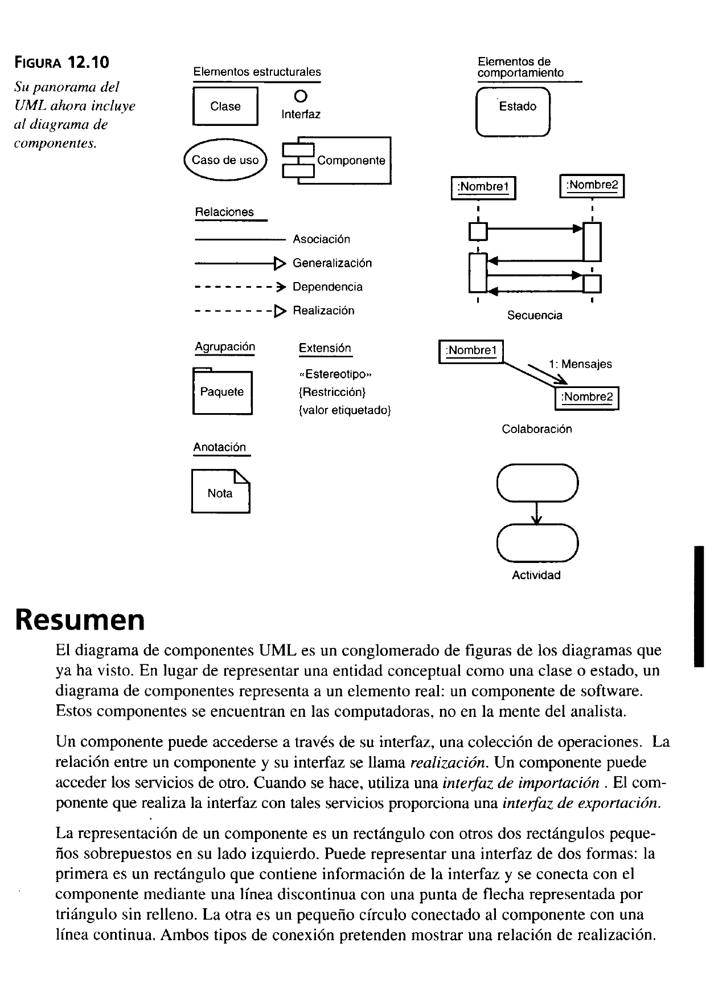 FIGURA 12.10
Su panorama del
UML ahora incluye
al diagrama de
componentes.
Elementos estructurales
Clase
Interfaz
Caso de uso
Componente
Relaciones
Asociación
Generalización
Dependencia
Realización
Agrupación
Paquete
Extensión
«Estereotipo»
{Restricción}
{valor etiquetado}
Anotación
Nota
Elementos de
comportamiento
Estado
:Nombre1
:Nombre2
Secuencia
:Nombre1
1: Mensajes
:Nombre2
Colaboración
Actividad
Resumen
El diagrama de componentes UML es un conglomerado de figuras de los diagramas que
ya ha visto. En lugar de representar una entidad conceptual como una clase o estado, un
diagrama de componentes representa a un elemento real: un componente de software.
Estos componentes se encuentran en las computadoras, no en la mente del analista.
Un componente puede accederse a través de su interfaz, una colección de operaciones. La
relación entre un componente y su interfaz se llama realización. Un componente puede
acceder los servicios de otro. Cuando se hace, utiliza una interfaz de importación . El com-
ponente que realiza la interfaz con tales servicios proporciona una interfaz de exportación.
La representación de un componente es un rectángulo con otros dos rectángulos peque-
ños sobrepuestos en su lado izquierdo. Puede representar una interfaz de dos formas: la
primera es un rectángulo que contiene información de la interfaz y se conecta con el
componente mediante una línea discontinua con una punta de flecha representada por
triángulo sin relleno. La otra es un pequeño círculo conectado al componente con una
línea continua. Ambos tipos de conexión pretenden mostrar una relación de realización.